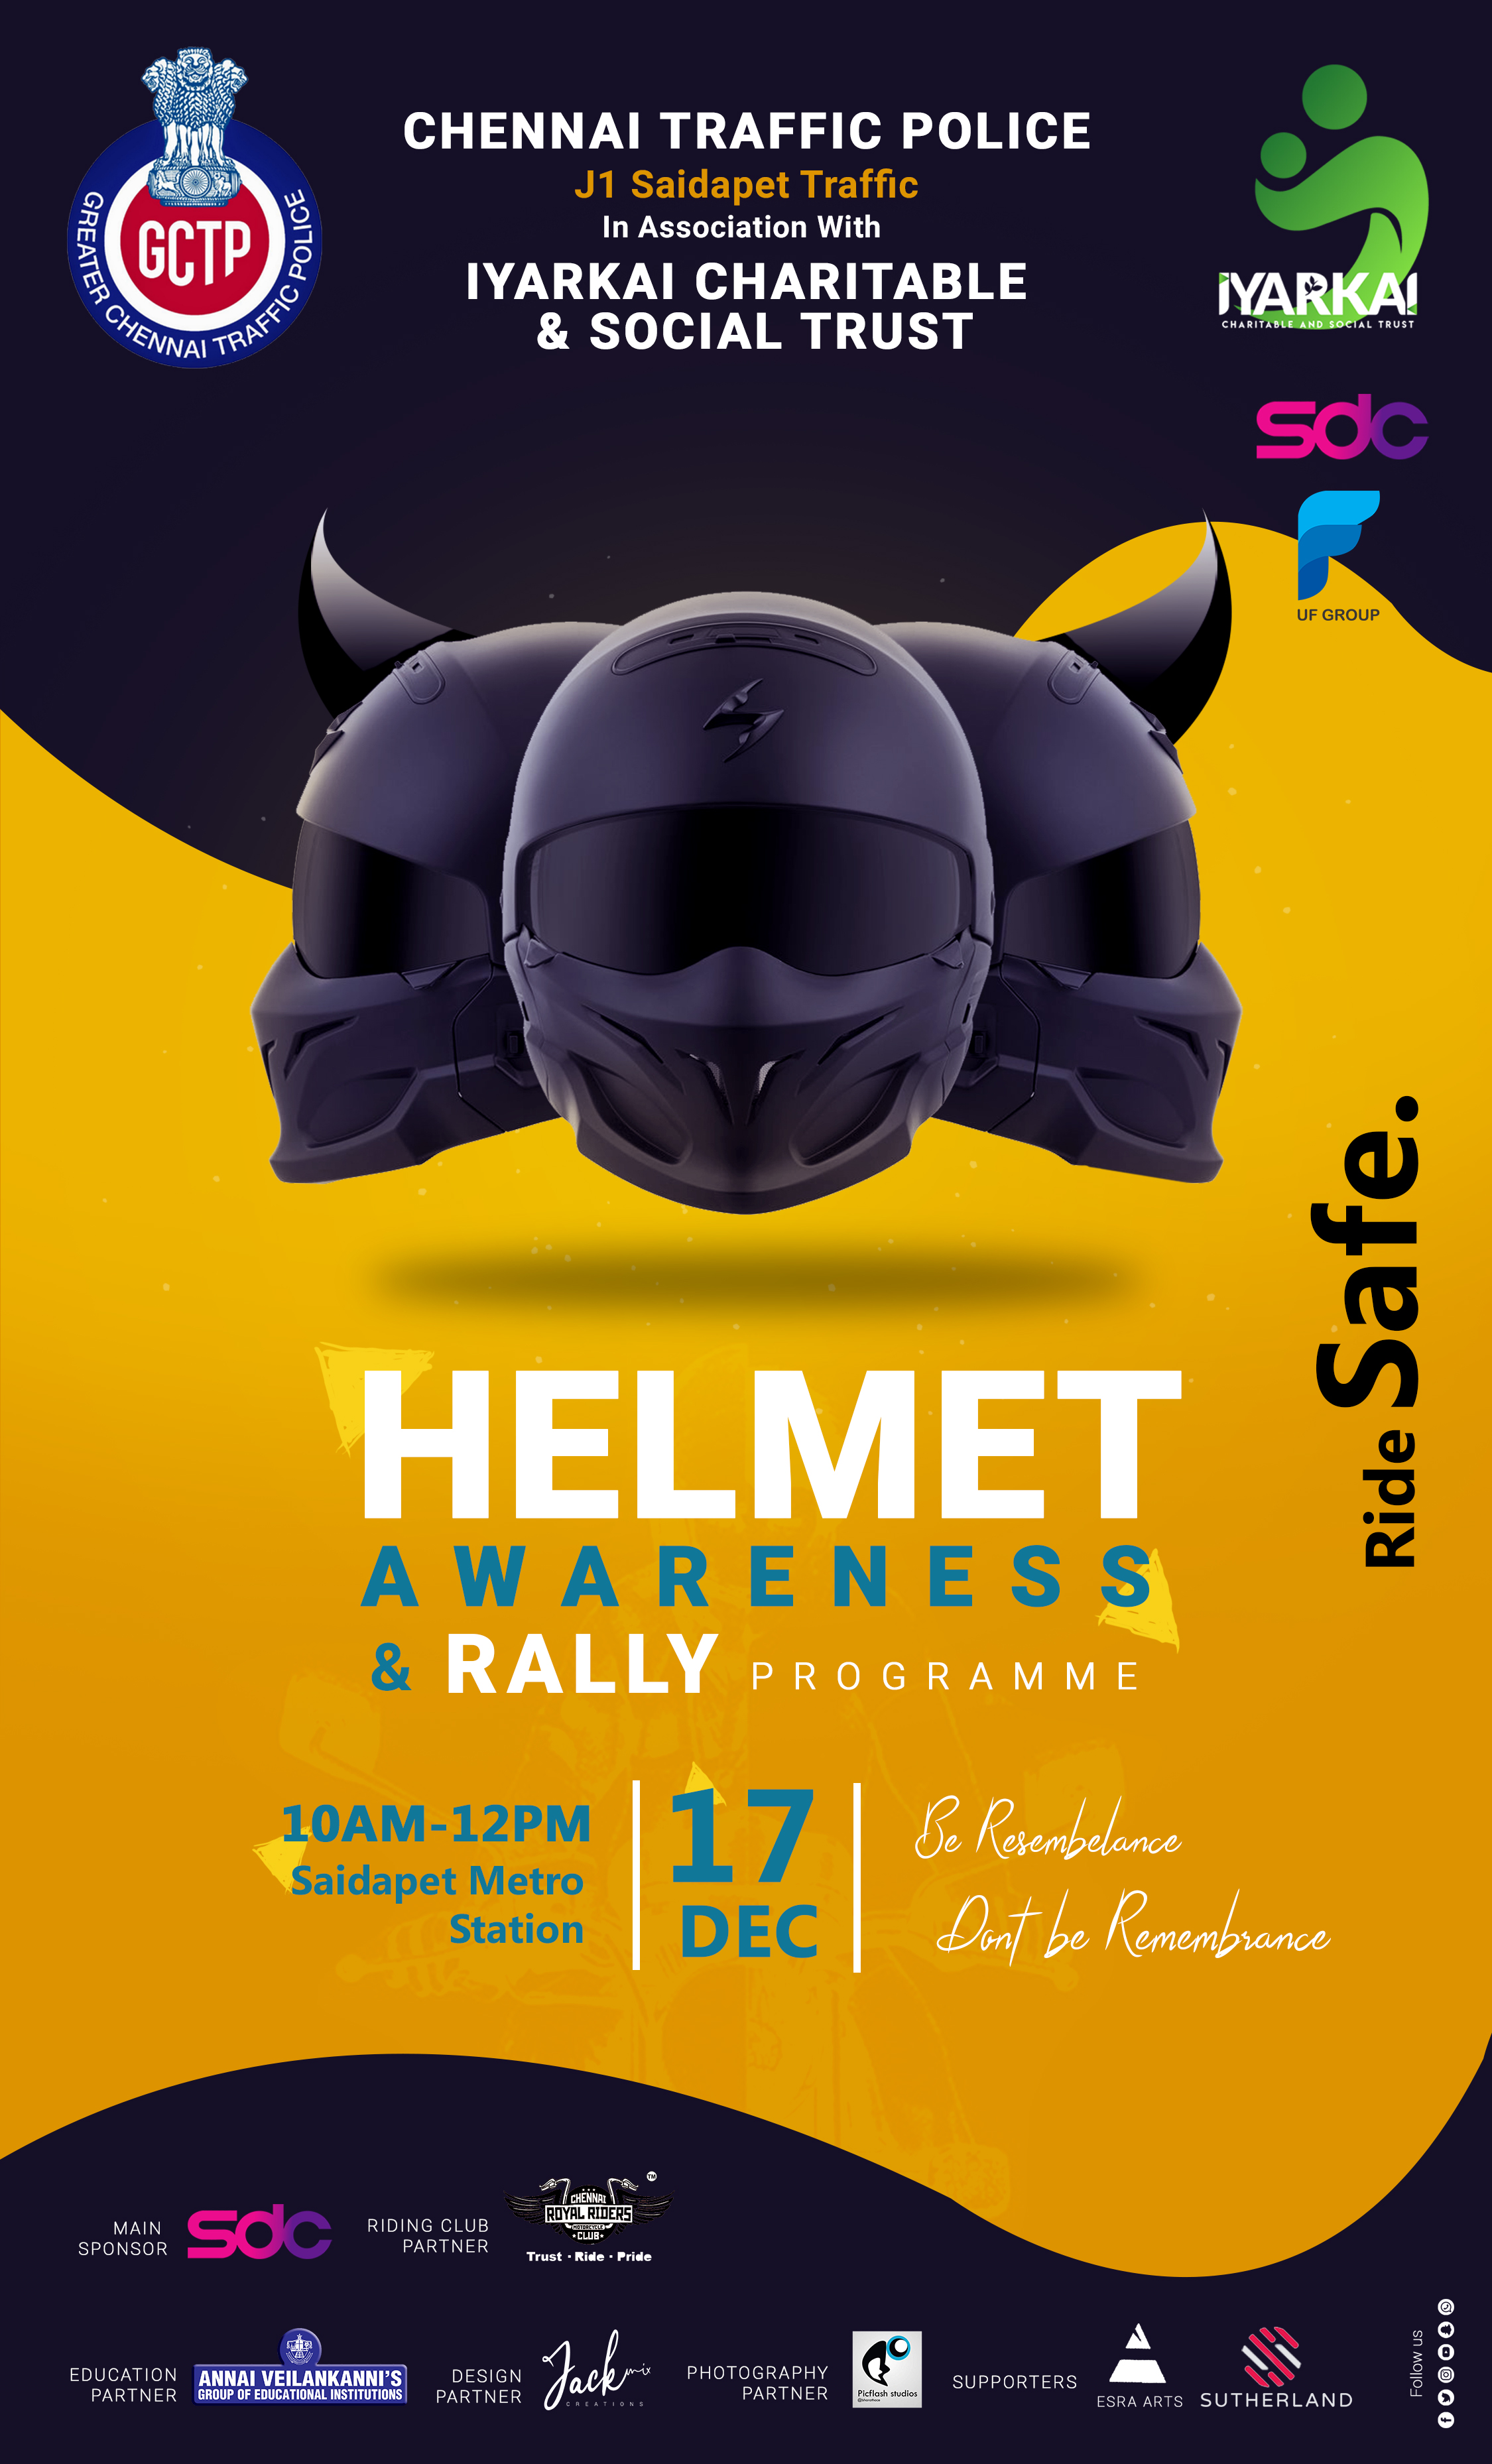 GCTP
GREATER CHENNAI TRAFFIC POLICE
CHENNAI TRAFFIC POLICE
J1 Saidapet Traffic
In Association With
IYARKAI CHARITABLE
& SOCIAL TRUST
IYARKAI
CHARITABLE AND SOCIAL TRUST
sdc
UF GROUP
Ride Safe.
HELMET
AWARENESS
& RALLY PROGRAMME
10AM-12PM
Saidapet Metro
Station
17
DEC
Be Resembelance
Dont be Remembrance
MAIN
SPONSOR
sdc
RIDING CLUB
PARTNER
CHENNAI
ROYAL RIDERS
MOTORCYCLE
CLUB
TM
Trust · Ride · Pride
EDUCATION
PARTNER
ANNAI VEILANKANNI'S
GROUP OF EDUCATIONAL INSTITUTIONS
DESIGN
PARTNER
Jack mix
CREATIONS
PHOTOGRAPHY
PARTNER
Picflash studios
SUPPORTERS
ESRA ARTS
SUTHERLAND
Follow us